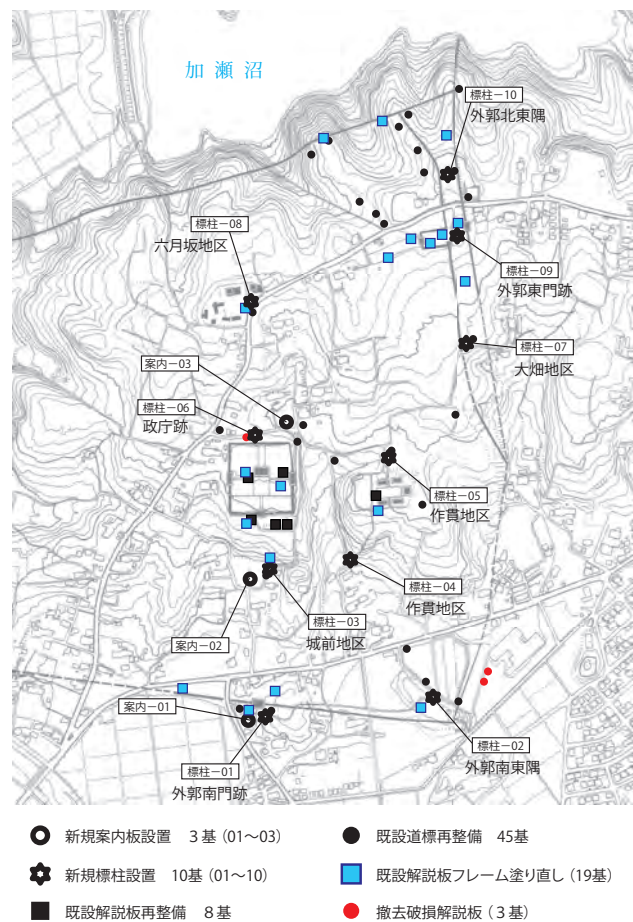 加瀬沼
標柱－10
外郭北東隅
標柱－08
六月坂地区
標柱－09
外郭東門跡
標柱－07
大畑地区
案内－03
標柱－06
政庁跡
標柱－05
作貫地区
標柱－04
作貫地区
標柱－03
城前地区
案内－02
案内－01
標柱－02
外郭南東隅
標柱－01
外郭南門跡
新規案内板設置　3基(01～03)
既設道標再整備　45基
新規標柱設置　10基(01～10)
既設解説板フレーム塗り直し(19基)
既設解説板再整備　8基
撤去破損解説板(3基)